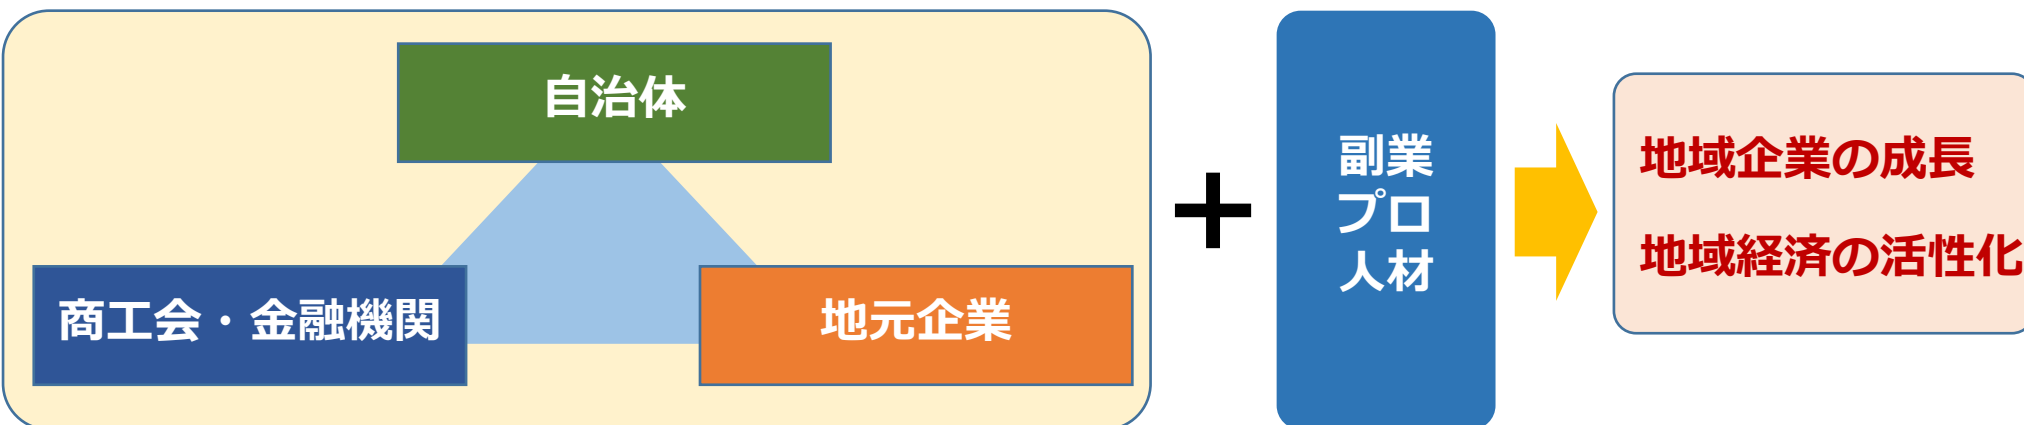 自治体
商工会・金融機関
地元企業
＋
副業
プロ
人材
地域企業の成長
地域経済の活性化